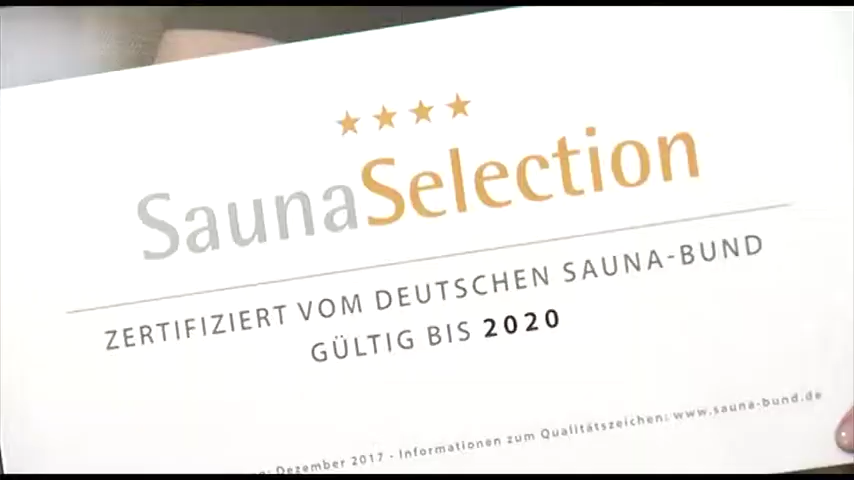 SaunaSelection
ZERTIFIZIERT VOM DEUTSCHEN SAUNA-BUND
GÜLTIG BIS 2020
Dezember 2017 - Informationen zum Qualitätszeichen: www.sauna-bund.de